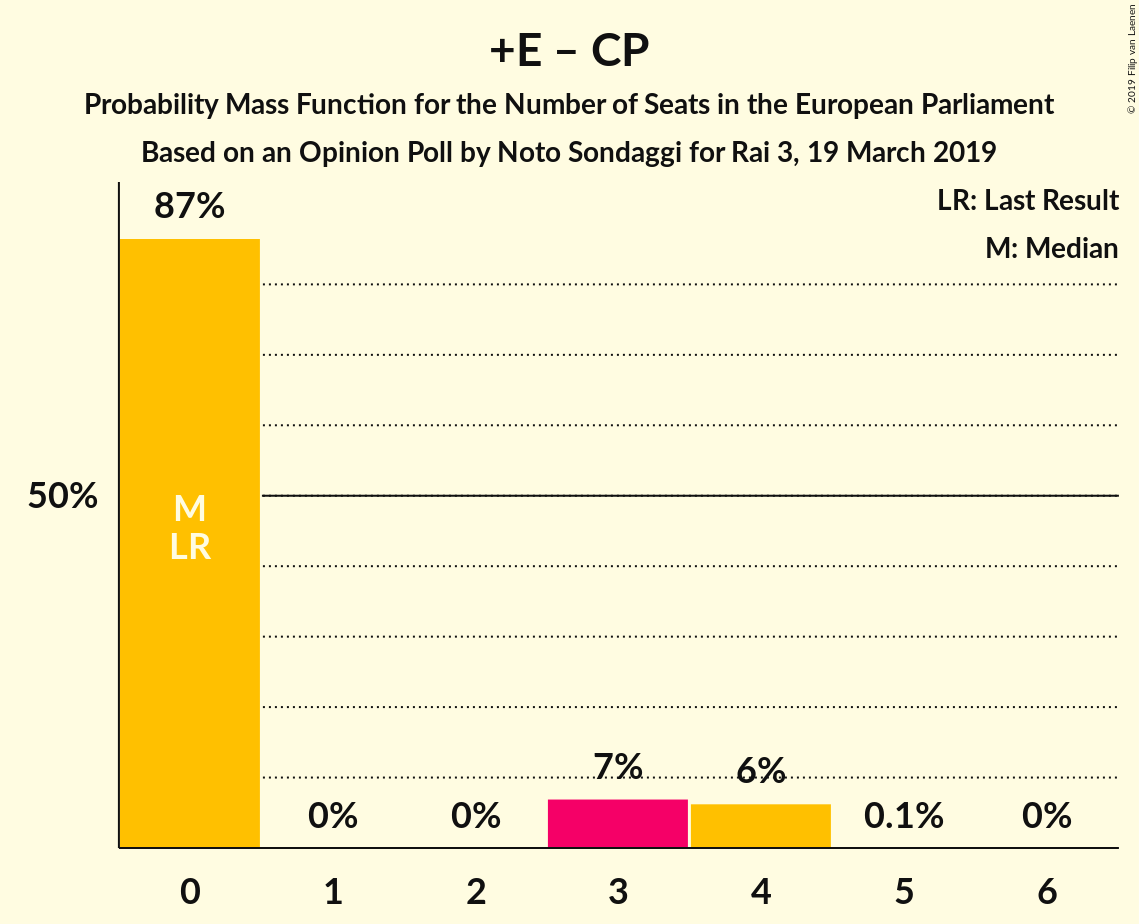 +E – CP
Probability Mass Function for the Number of Seats in the European Parliament
Based on an Opinion Poll by Noto Sondaggi for Rai 3, 19 March 2019
© 2019 Filip van Laenen
LR: Last Result
M: Median
87%
50%
M
LR
7%
6%
0%
0%
0.1%
0%
0 1 2 3 4 5 6